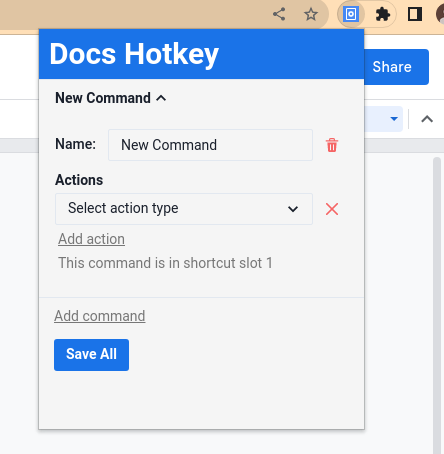 Docs Hotkey
Share
New Command
Name: New Command
Actions
Select action type
Add action
This command is in shortcut slot 1
Add command
Save All